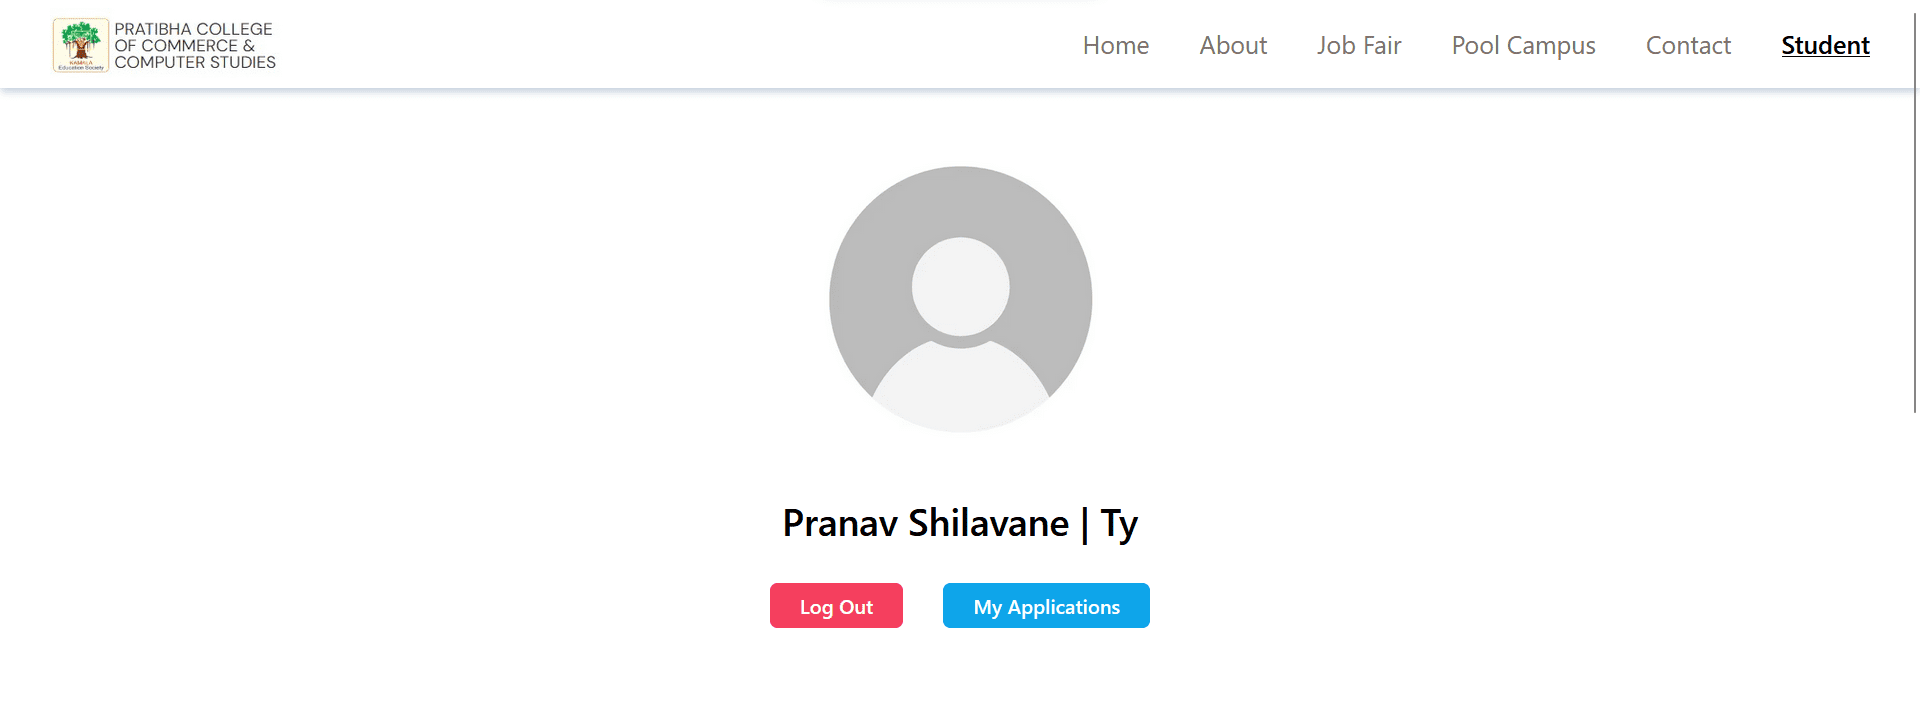 PRATIBHA COLLEGE
OF COMMERCE &
COMPUTER STUDIES
KAMALA
Education Society
Home About Job Fair Pool Campus Contact Student
Pranav Shilavane | Ty
Log Out My Applications